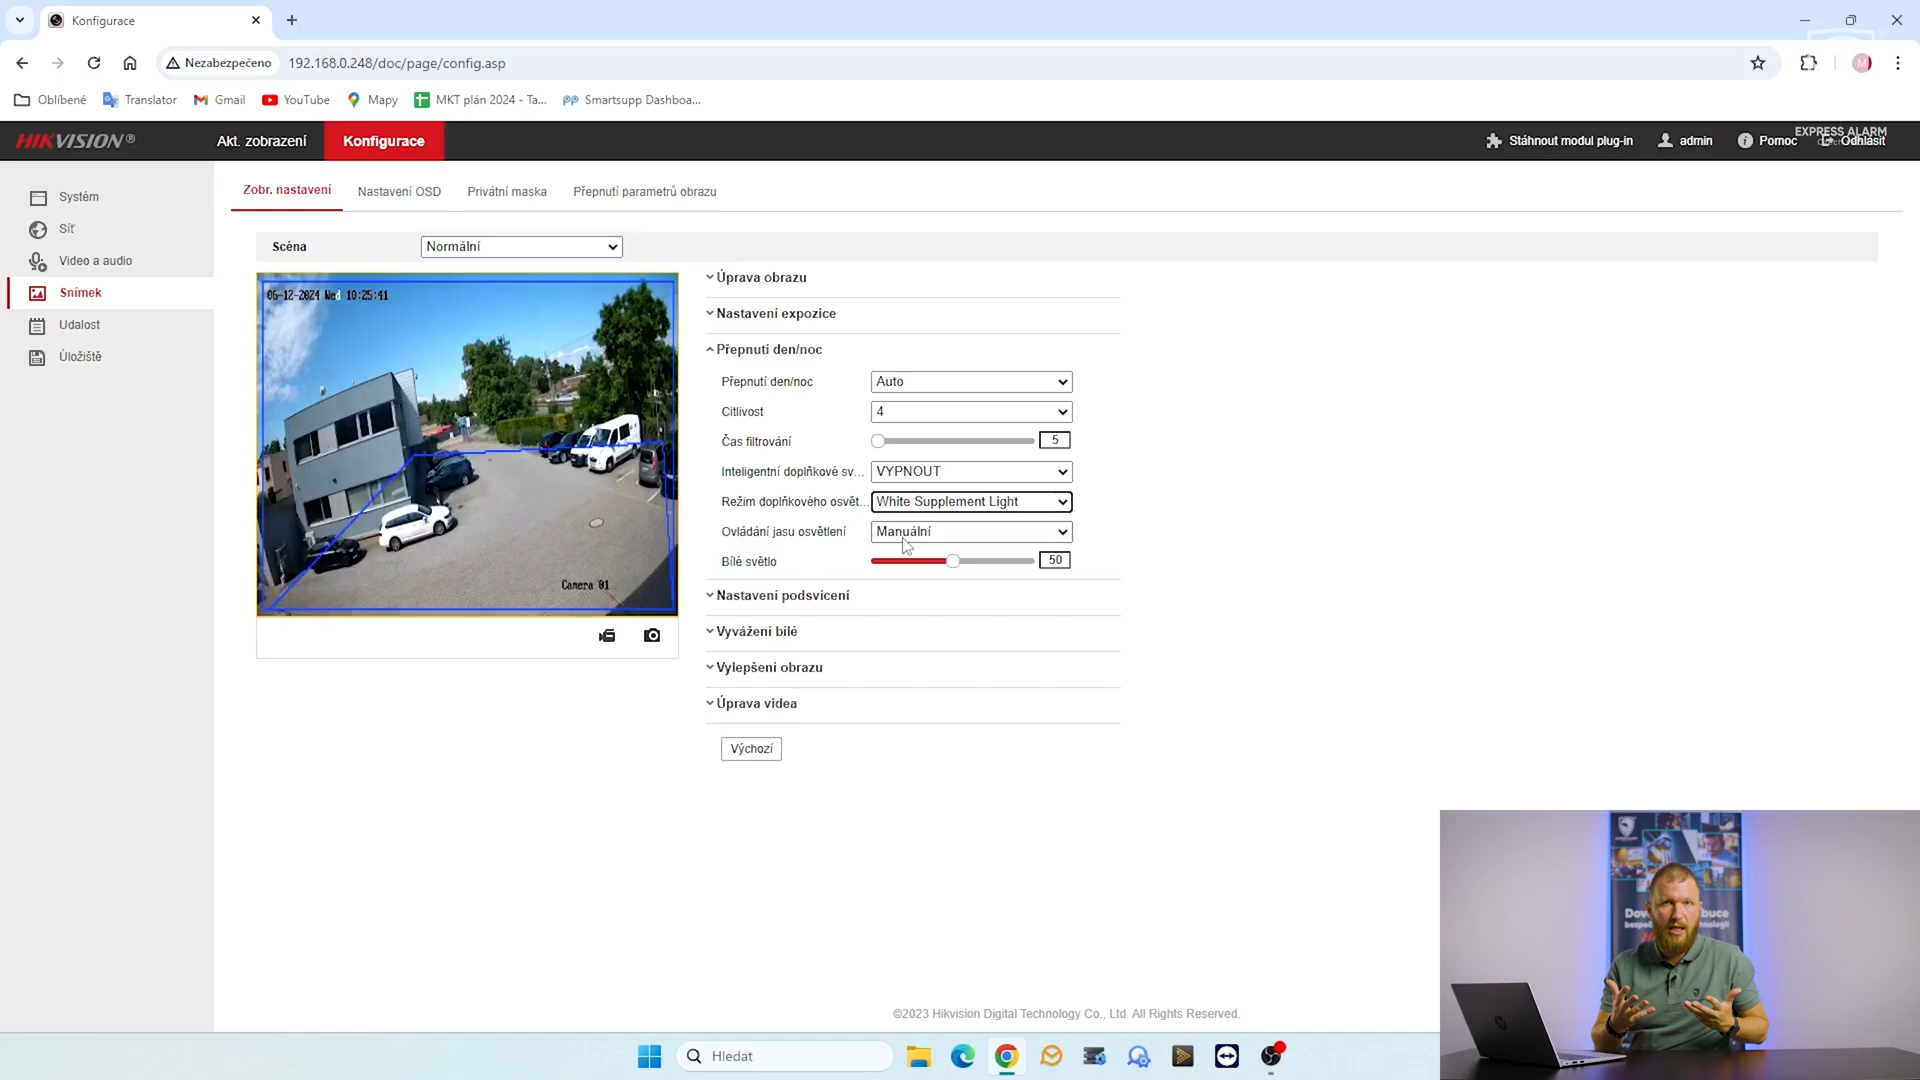 Konfigurace
Nezabezpečeno
192.168.0.248/doc/page/config.asp
Oblíbené
Translator
Gmail
YouTube
Mapy
MKT plán 2024 - Ta...
Smartsupp Dashboa...
HIKVISION®
Akt. zobrazení
Konfigurace
Stáhnout modul plug-in
admin
Pomoc
Odhlásit
EXPRESS ALARM
Systém
Síť
Video a audio
Snímek
Udalost
Úložiště
Zobr. nastavení
Nastavení OSD
Privátní maska
Přepnutí parametrů obrazu
Scéna
Normální
06-12-2024 Wed 10:25:41
Camera 01
Úprava obrazu
Nastavení expozice
Přepnutí den/noc
Přepnutí den/noc
Auto
Citlivost
4
Čas filtrování
5
Inteligentní doplňkové sv...
VYPNOUT
Režim doplňkového osvět...
White Supplement Light
Ovládání jasu osvětlení
Manuální
Bílé světlo
50
Nastavení podsvícení
Vyvážení bílé
Vylepšení obrazu
Úprava videa
Výchozí
©2023 Hikvision Digital Technology Co., Ltd. All Rights Reserved.
Hledat